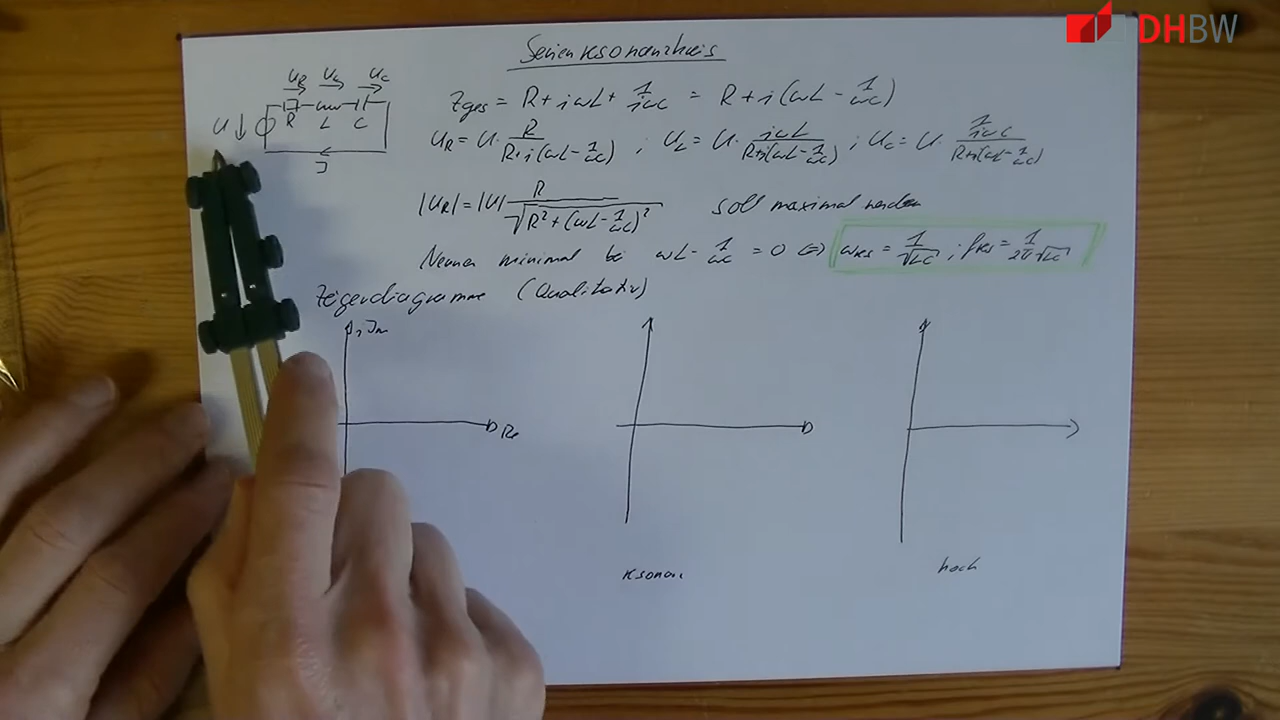 DHBW
Serienresonanzkreis
U_R U_L U_C
U R L C
I
Z_ges = R + iωL + 1/(iωC) = R + i(ωL - 1/(ωC))
U_R = U · R/(R + i(ωL - 1/(ωC))) ; U_L = U · iωL/(R + i(ωL - 1/(ωC))) ; U_C = U · (1/(iωC))/(R + i(ωL - 1/(ωC)))
|U_R| = |U| R/√(R² + (ωL - 1/(ωC))²) soll maximal werden
Nenner minimal bei ωL - 1/(ωC) = 0 ⇔ ω_RES = 1/√(LC) ; f_RES = 1/(2π√(LC))
Zeigerdiagramme (Qualitativ)
i Im
Re
Resonanz
hoch